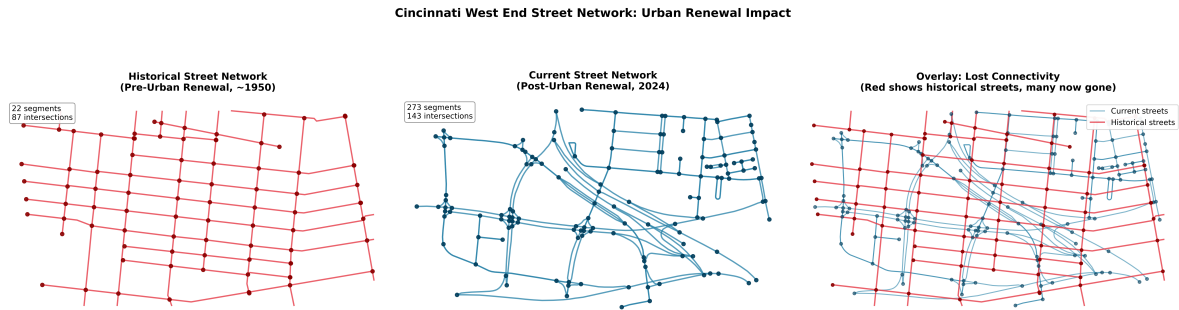 Cincinnati West End Street Network: Urban Renewal Impact
Historical Street Network
(Pre-Urban Renewal, ~1950)
22 segments
87 intersections
Current Street Network
(Post-Urban Renewal, 2024)
273 segments
143 intersections
Overlay: Lost Connectivity
(Red shows historical streets, many now gone)
Current streets
Historical streets